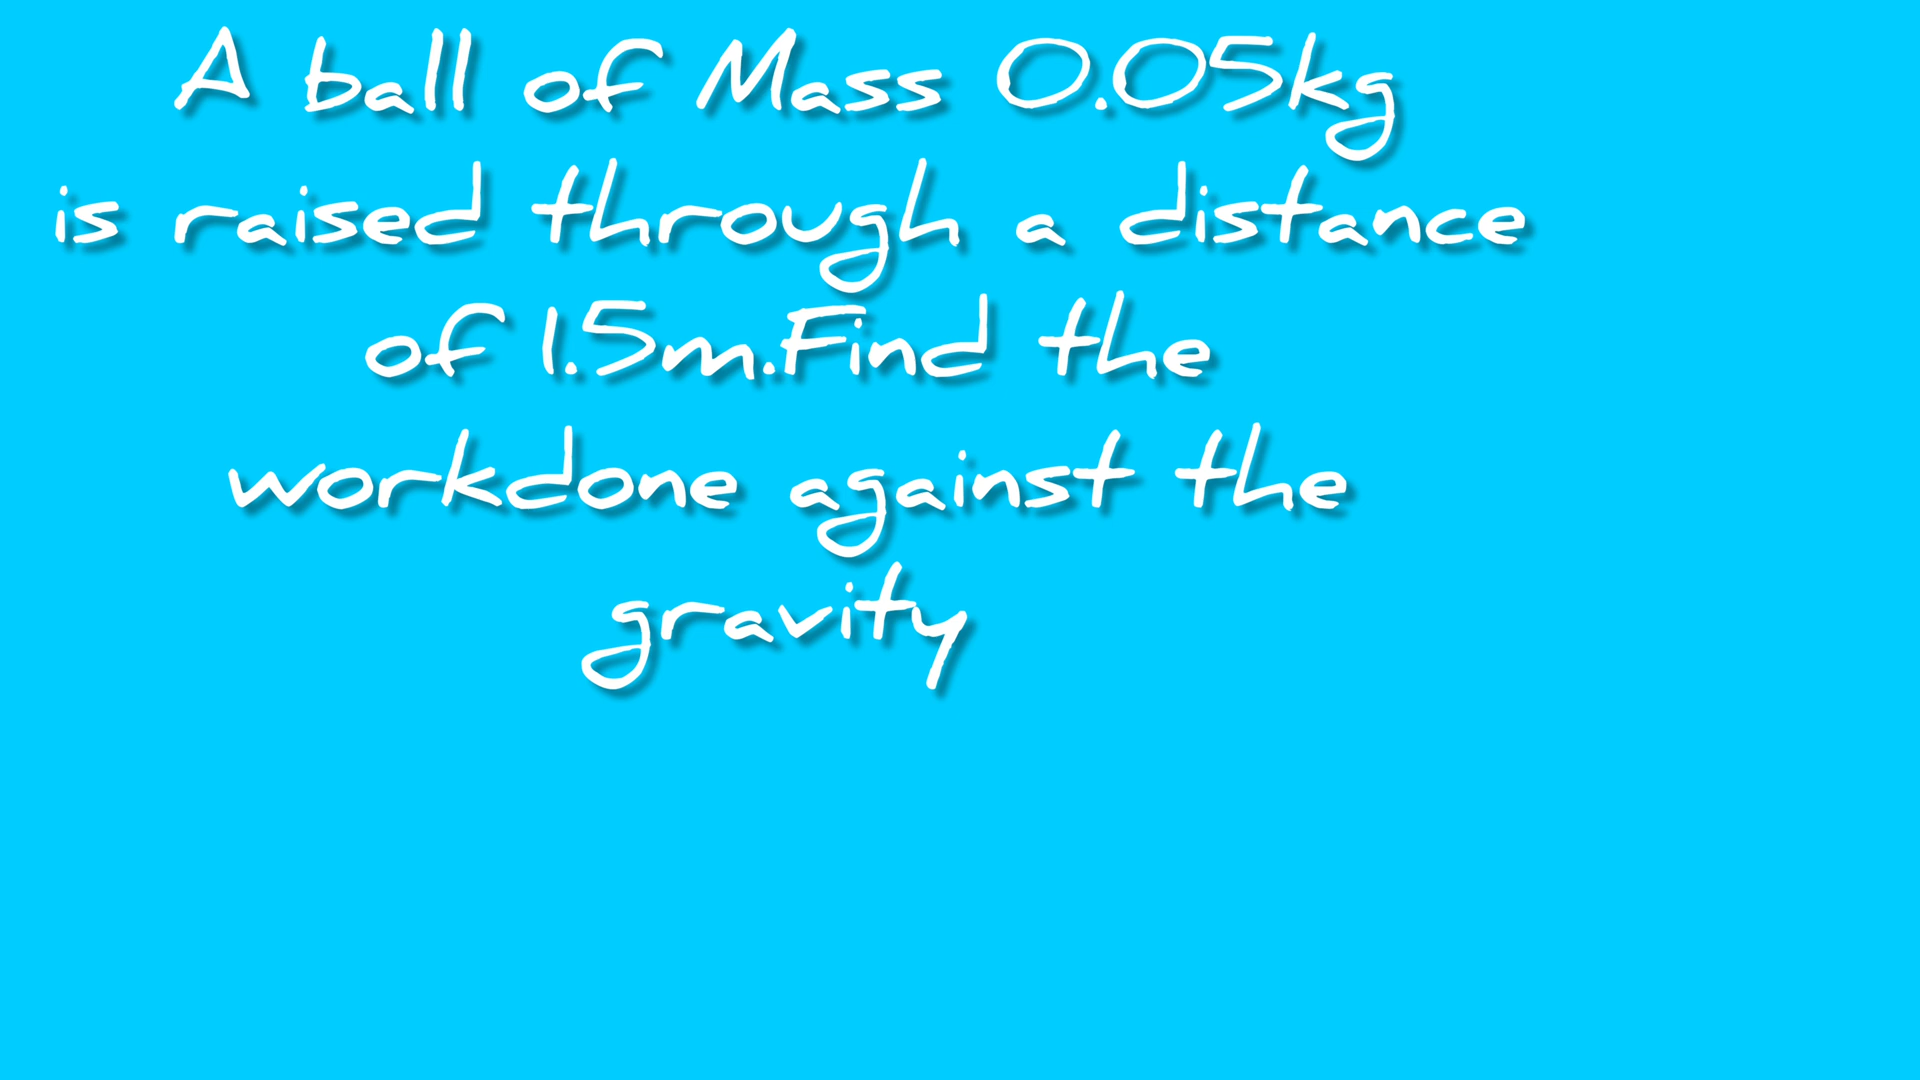 A ball of Mass 0.05kg
is raised through a distance
of 1.5m.Find the
workdone against the
gravity